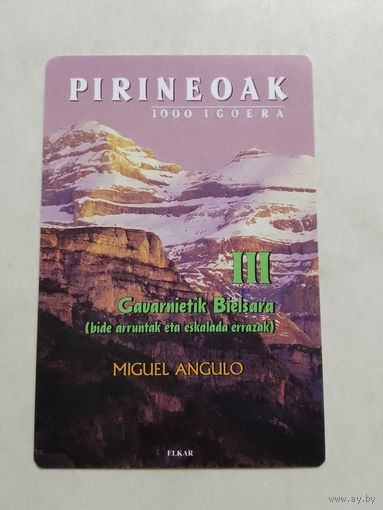 PIRINEOAK
1000 IGOERA
III
Gavarnietik Bielsara
(bide arruntak eta eskalada errazak)
MIGUEL ANGULO
ELKAR
www.ay.by